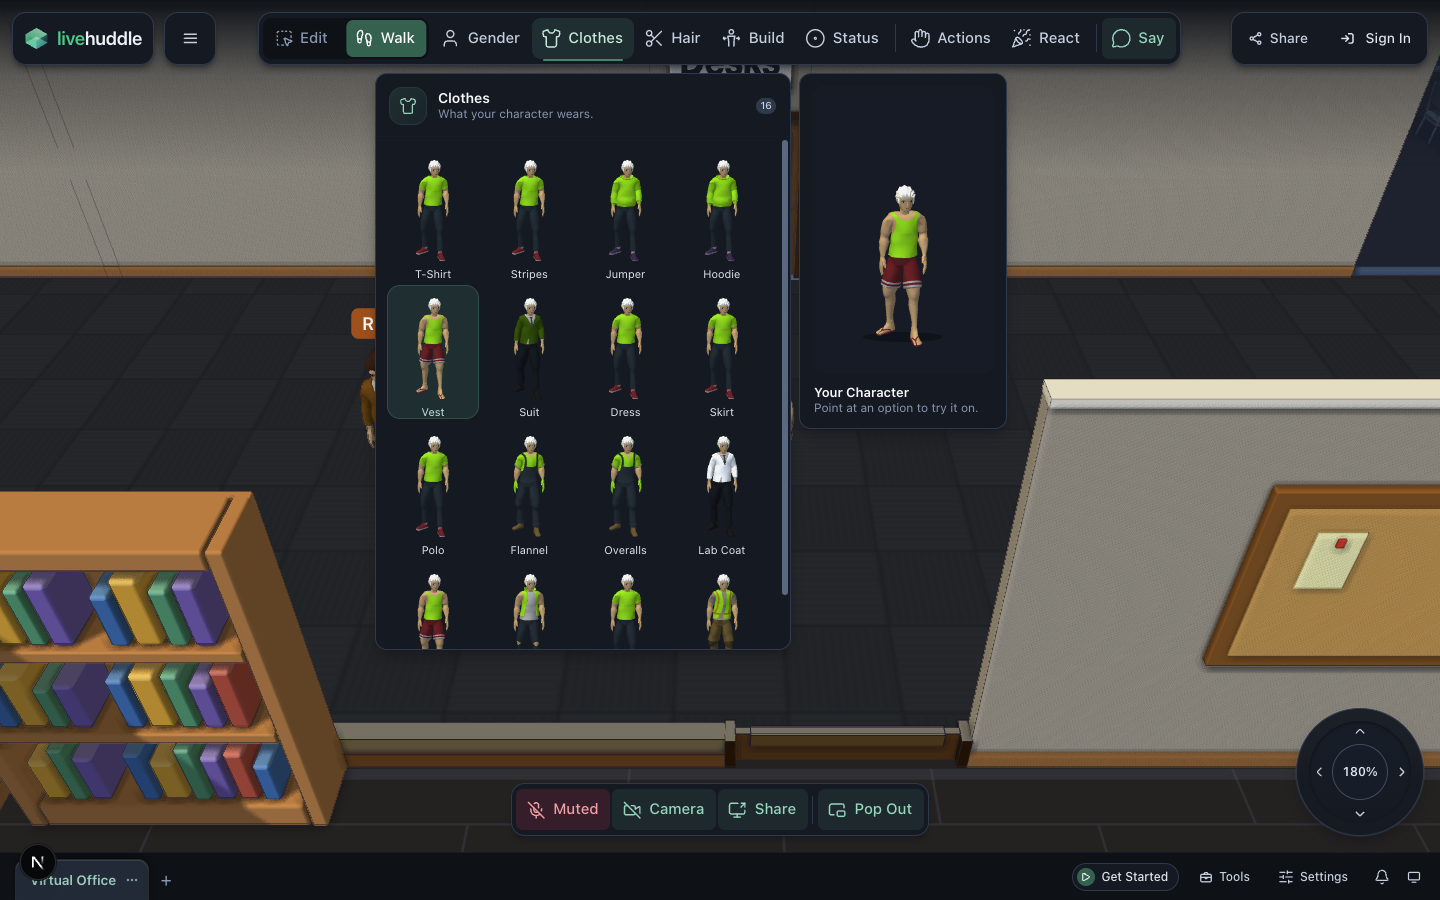 livehuddle
Edit
Walk
Gender
Clothes
Hair
Build
Status
Actions
React
Say
Share
Sign In
Desks
Clothes
What your character wears.
16
T-Shirt
Stripes
Jumper
Hoodie
Vest
Suit
Dress
Skirt
Polo
Flannel
Overalls
Lab Coat
Your Character
Point at an option to try it on.
R
180%
Muted
Camera
Share
Pop Out
N
Virtual Office
Get Started
Tools
Settings